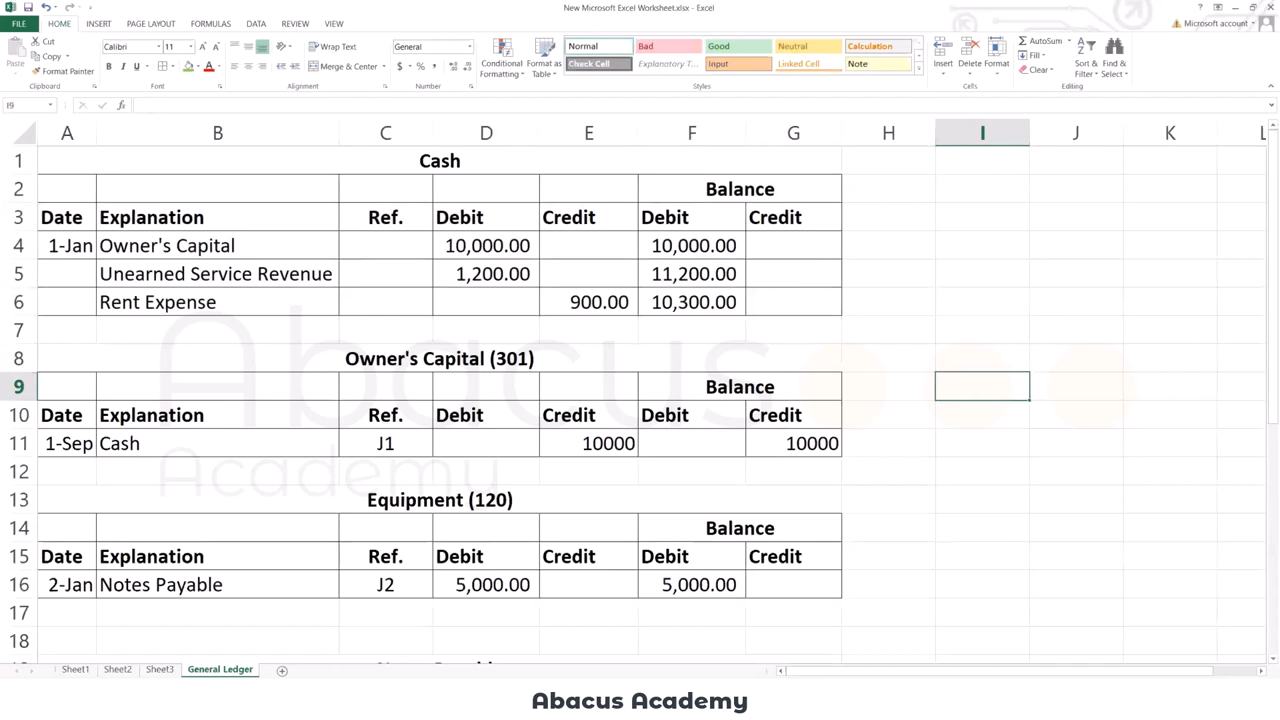 New Microsoft Excel Worksheet.xlsx - Excel
FILE HOME INSERT PAGE LAYOUT FORMULAS DATA REVIEW VIEW Microsoft account
Paste Cut Copy Format Painter
Calibri 11 Wrap Text Merge & Center
General $ % ,
Conditional Formatting Format as Table
Normal Bad Good Neutral Calculation
Check Cell Explanatory T... Input Linked Cell Note
Insert Delete Format
AutoSum Fill Clear Sort & Filter Find & Select
Clipboard Font Alignment Number Styles Cells Editing
I9 fx
A B C D E F G H I J K L
1 Cash
2 Balance
3 Date Explanation Ref. Debit Credit Debit Credit
4 1-Jan Owner's Capital 10,000.00 10,000.00
5 Unearned Service Revenue 1,200.00 11,200.00
6 Rent Expense 900.00 10,300.00
7
8 Owner's Capital (301)
9 Balance
10 Date Explanation Ref. Debit Credit Debit Credit
11 1-Sep Cash J1 10000 10000
12
13 Equipment (120)
14 Balance
15 Date Explanation Ref. Debit Credit Debit Credit
16 2-Jan Notes Payable J2 5,000.00 5,000.00
17
18
Abacus
Academy
Sheet1 Sheet2 Sheet3 General Ledger
Abacus Academy